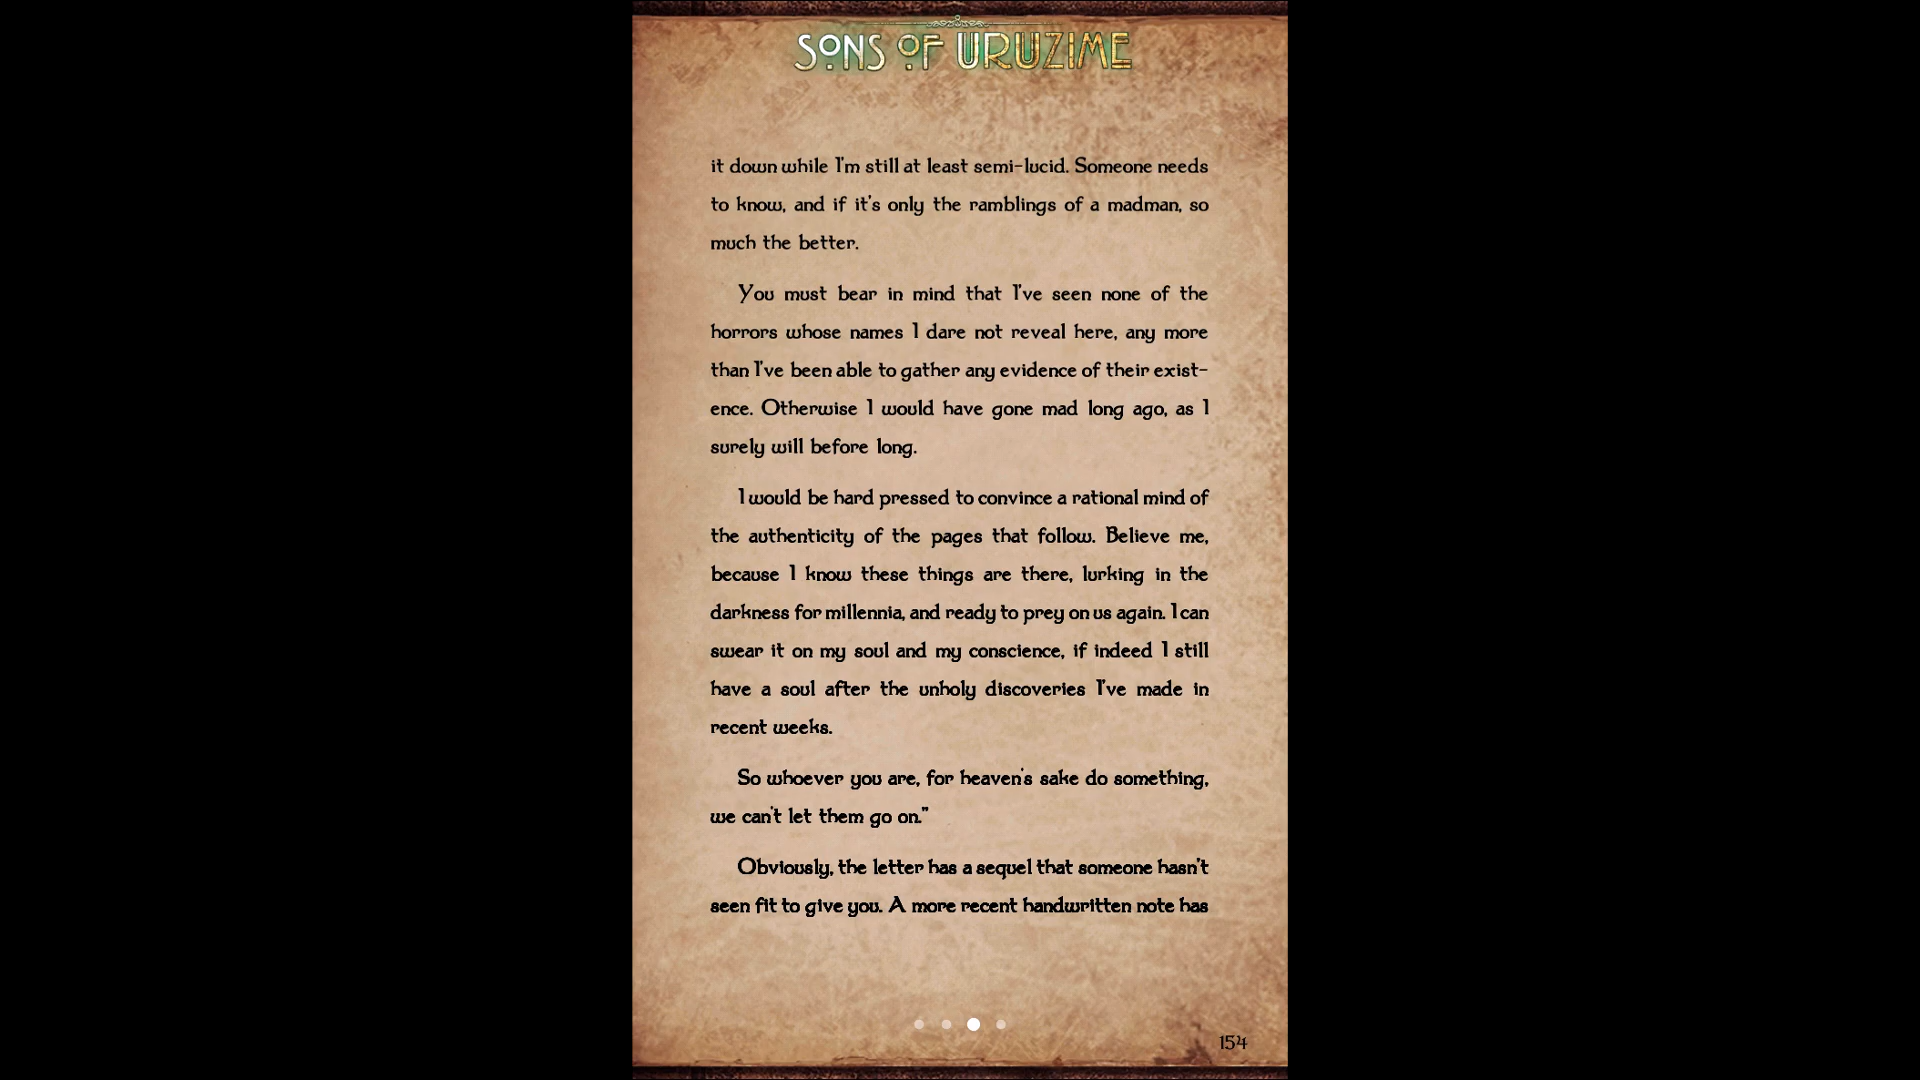 SONS OF URUZIME
it down while I'm still at least semi-lucid. Someone needs
to know, and if it's only the ramblings of a madman, so
much the better.
You must bear in mind that I've seen none of the
horrors whose names I dare not reveal here, any more
than I've been able to gather any evidence of their exist-
ence. Otherwise I would have gone mad long ago, as I
surely will before long.
I would be hard pressed to convince a rational mind of
the authenticity of the pages that follow. Believe me,
because I know these things are there, lurking in the
darkness for millennia, and ready to prey on us again. I can
swear it on my soul and my conscience, if indeed I still
have a soul after the unholy discoveries I've made in
recent weeks.
So whoever you are, for heaven's sake do something,
we can't let them go on."
Obviously, the letter has a sequel that someone hasn't
seen fit to give you. A more recent handwritten note has
154